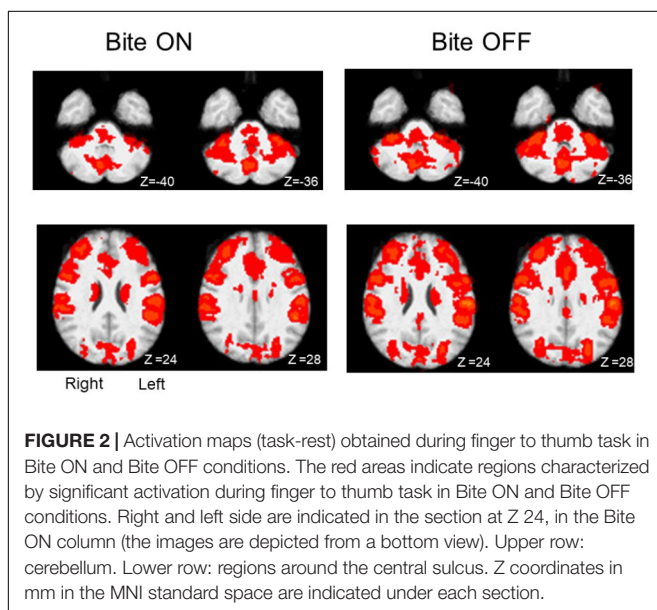 Bite ON Bite OFF
Z=-40 Z=-36 Z=-40 Z=-36
Z =24 Z =28 Z =24 Z =28
Right Left
FIGURE 2 | Activation maps (task-rest) obtained during finger to thumb task in
Bite ON and Bite OFF conditions. The red areas indicate regions characterized
by significant activation during finger to thumb task in Bite ON and Bite OFF
conditions. Right and left side are indicated in the section at Z 24, in the Bite
ON column (the images are depicted from a bottom view). Upper row:
cerebellum. Lower row: regions around the central sulcus. Z coordinates in
mm in the MNI standard space are indicated under each section.